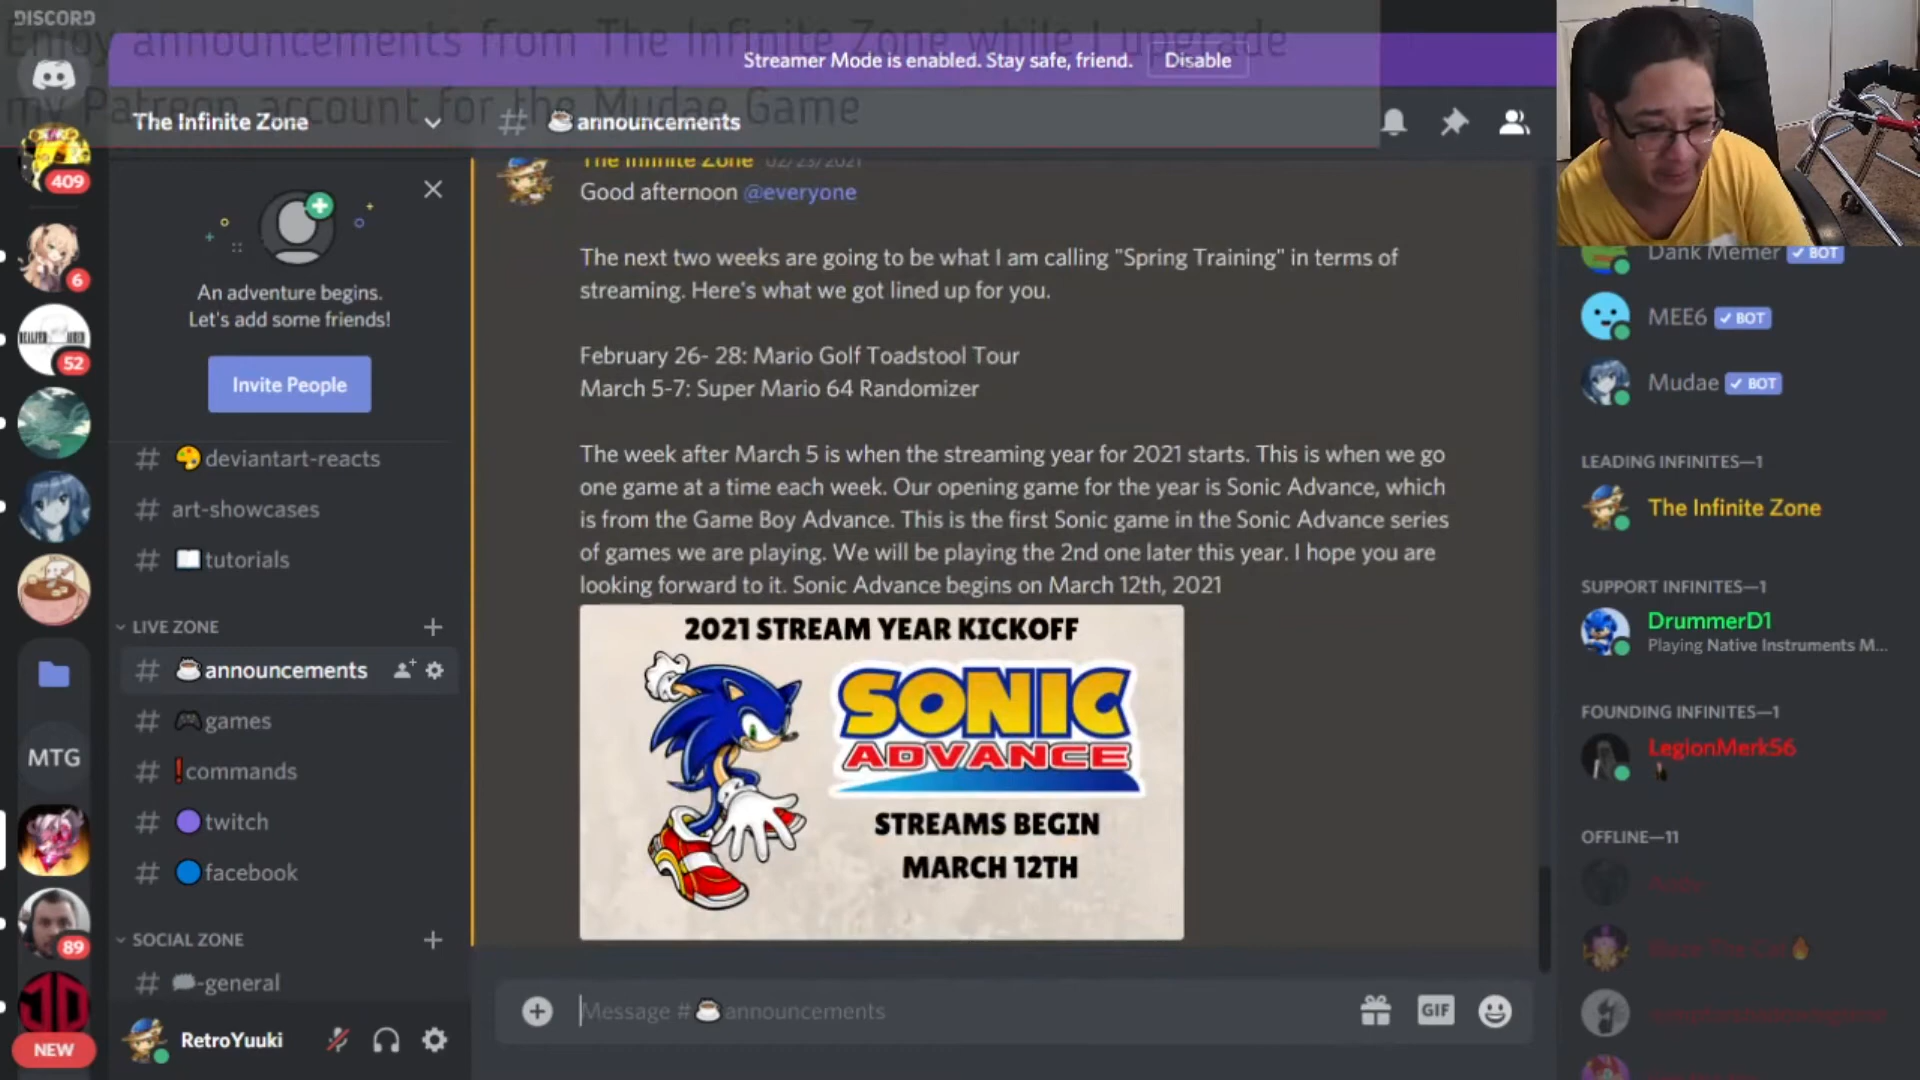 DISCORD
Enjoy announcements from The Infinite Zone while I upgrade
my Patreon account for the Mudae Game
Streamer Mode is enabled. Stay safe, friend.
Disable
The Infinite Zone
# announcements
409
6
52
MTG
89
NEW
An adventure begins.
Let's add some friends!
Invite People
# deviantart-reacts
# art-showcases
# tutorials
LIVE ZONE
# announcements
# games
# commands
# twitch
# facebook
SOCIAL ZONE
# -general
RetroYuuki
The Infinite Zone 02/23/2021
Good afternoon @everyone
The next two weeks are going to be what I am calling "Spring Training" in terms of
streaming. Here's what we got lined up for you.
February 26- 28: Mario Golf Toadstool Tour
March 5-7: Super Mario 64 Randomizer
The week after March 5 is when the streaming year for 2021 starts. This is when we go
one game at a time each week. Our opening game for the year is Sonic Advance, which
is from the Game Boy Advance. This is the first Sonic game in the Sonic Advance series
of games we are playing. We will be playing the 2nd one later this year. I hope you are
looking forward to it. Sonic Advance begins on March 12th, 2021
2021 STREAM YEAR KICKOFF
SONIC
ADVANCE
STREAMS BEGIN
MARCH 12TH
Message # announcements
GIF
Dank Memer BOT
MEE6 BOT
Mudae BOT
LEADING INFINITES—1
The Infinite Zone
SUPPORT INFINITES—1
DrummerD1
Playing Native Instruments M...
FOUNDING INFINITES—1
LegionMerk56
OFFLINE—11
Blaze The Cat